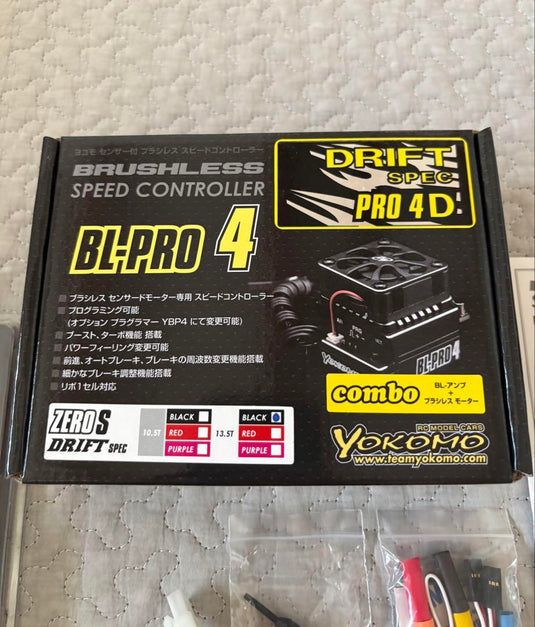 ヨコモ センサー付 ブラシレス スピードコントローラー
BRUSHLESS
SPEED CONTROLLER
DRIFT
SPEC
PRO 4D
BL-PRO 4
■ ブラシレス センサードモーター専用 スピードコントローラー
■ プログラミング可能
(オプション プラグラマー YBP4 にて変更可能)
■ ブースト、ターボ機能 搭載
■ パワーフィーリング変更可能
■ 前進、オートブレーキ、ブレーキの周波数変更機能搭載
■ 細かなブレーキ調整機能搭載
■ リポ1セル対応
YOKOMO
BL-PRO4
combo
BL-アンプ
+
ブラシレス モーター
ZERO S
DRIFT SPEC
10.5T
BLACK
RED
PURPLE
13.5T
BLACK
RED
PURPLE
RC MODEL CARS
YOKOMO
www.teamyokomo.com